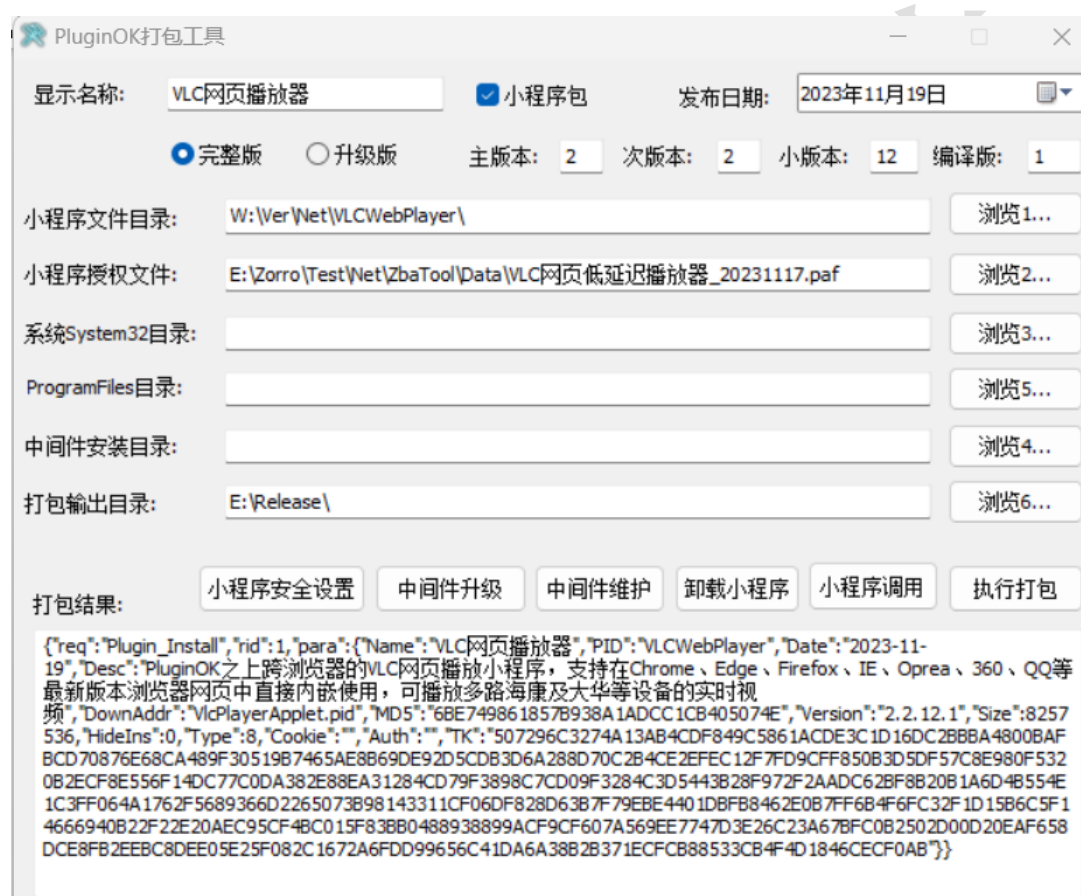 PluginOK打包工具
显示名称: VLC网页播放器 小程序包 发布日期: 2023年11月19日
完整版 升级版 主版本: 2 次版本: 2 小版本: 12 编译版: 1
小程序文件目录: W:\Ver\Net\VLCWebPlayer\ 浏览1...
小程序授权文件: E:\Zorro\Test\Net\ZbaTool\Data\VLC网页低延迟播放器_20231117.paf 浏览2...
系统System32目录: 浏览3...
ProgramFiles目录: 浏览5...
中间件安装目录: 浏览4...
打包输出目录: E:\Release\ 浏览6...
打包结果: 小程序安全设置 中间件升级 中间件维护 卸载小程序 小程序调用 执行打包
{"req":"Plugin_Install","rid":1,"para":{"Name":"VLC网页播放器","PID":"VLCWebPlayer","Date":"2023-11-
19","Desc":"PluginOK之上跨浏览器的VLC网页播放小程序，支持在Chrome、Edge、Firefox、IE、Oprea、360、QQ等
最新版本浏览器网页中直接内嵌使用，可播放多路海康及大华等设备的实时视
频","DownAddr":"VlcPlayerApplet.pid","MD5":"6BE749861857B938A1ADCC1CB405074E","Version":"2.2.12.1","Size":8257
536,"HideIns":0,"Type":8,"Cookie":"","Auth":"","TK":"507296C3274A13AB4CDF849C5861ACDE3C1D16DC2BBBA4800BAF
BCD70876E68CA489F30519B7465AE8B69DE92D5CDB3D6A288D70C2B4CE2EFEC12F7FD9CFF850B3D5DF57C8E980F532
0B2ECF8E556F14DC77C0DA382E88EA31284CD79F3898C7CD09F3284C3D5443B28F972F2AADC62BF8B20B1A6D4B554E
1C3FF064A1762F5689366D2265073B98143311CF06DF828D63B7F79EBE4401DBFB8462E0B7FF6B4F6FC32F1D15B6C5F1
4666940B22F22E20AEC95CF4BC015F83BB0488938899ACF9CF607A569EE7747D3E26C23A67BFC0B2502D00D20EAF658
DCE8FB2EEBC8DEE05E25F082C1672A6FDD99656C41DA6A38B2B371ECFCB88533CB4F4D1846CECF0AB"}}